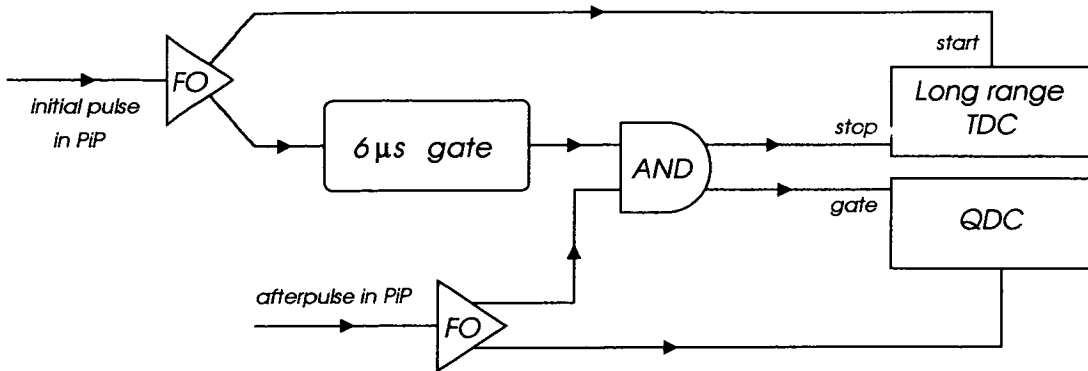 start
FO
Long range
TDC
initial pulse
in PiP
6 μs gate
stop
AND
gate
QDC
afterpulse in PiP
FO